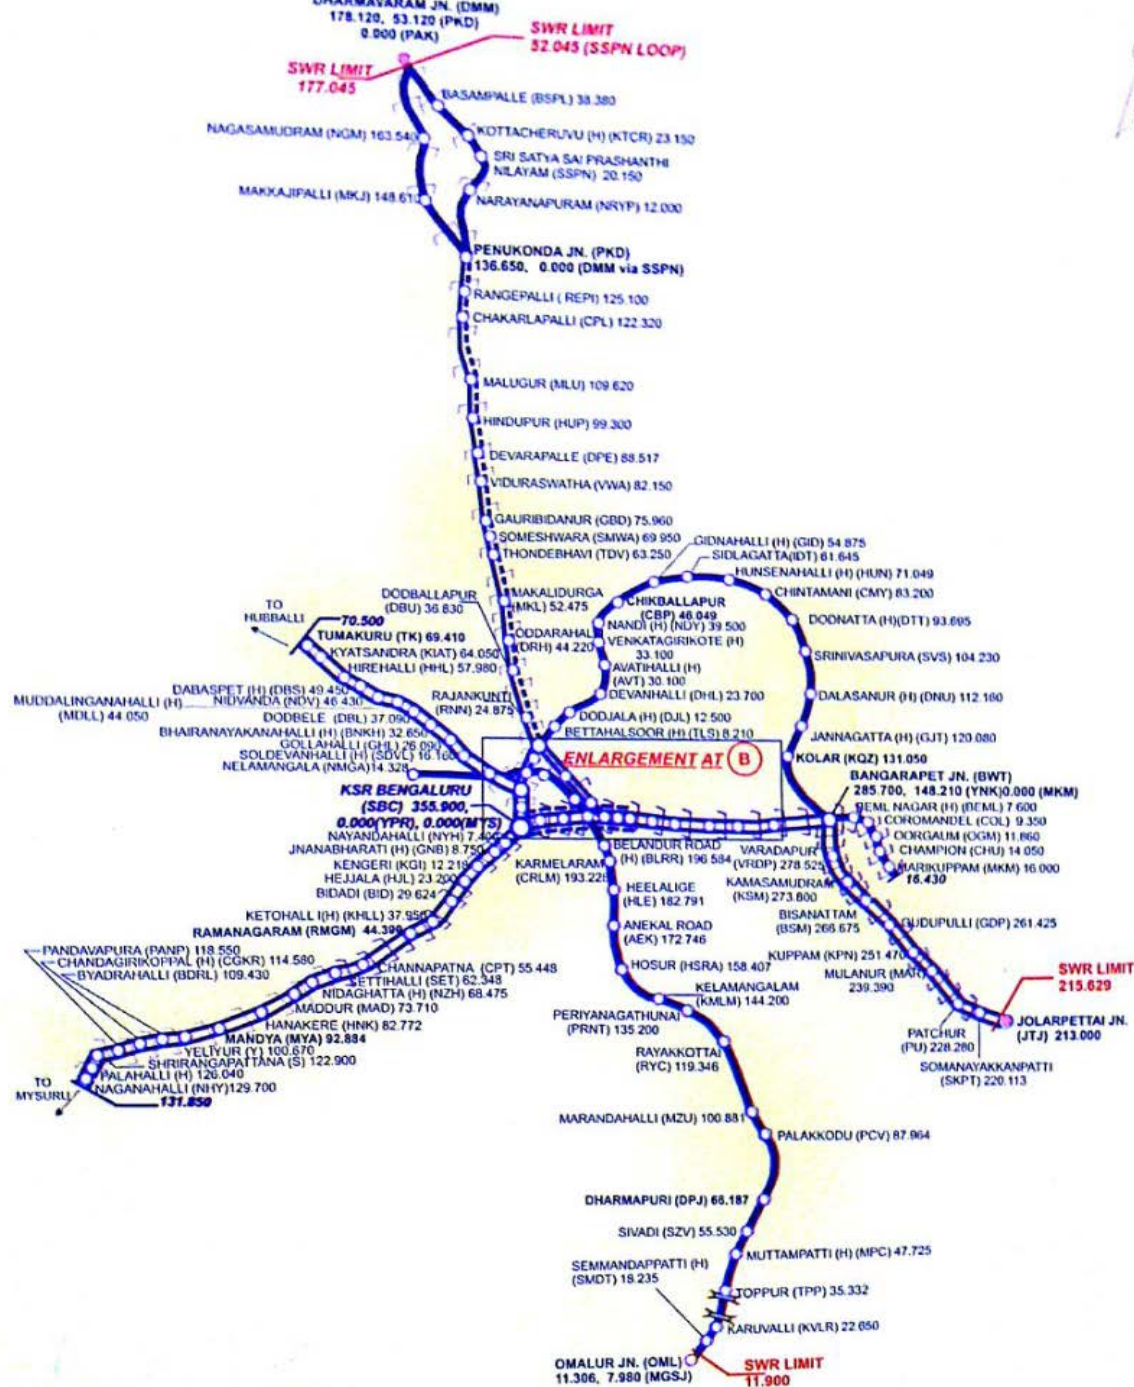 DHARMAVARAM JN. (DMM)
178.120, 53.120 (PKD)
0.000 (PAK)
SWR LIMIT
52.045 (SSPN LOOP)
SWR LIMIT
177.045
BASAMPALLE (BSPL) 38.380
NAGASAMUDRAM (NGM) 163.540
KOTTACHERUVU (H) (KTCR) 23.150
SRI SATYA SAI PRASHANTHI
NILAYAM (SSPN) 20.150
MAKKAJIPALLI (MKJ) 148.610
NARAYANAPURAM (NRYP) 12.000
PENUKONDA JN. (PKD)
136.650, 0.000 (DMM via SSPN)
RANGEPALLI ( REPI) 125.100
CHAKARLAPALLI (CPL) 122.320
MALUGUR (MLU) 109.620
HINDUPUR (HUP) 99.300
DEVARAPALLE (DPE) 88.517
VIDURASWATHA (VWA) 82.150
GAURIBIDANUR (GBD) 75.960
SOMESHWARA (SMWA) 69.950
THONDEBHAVI (TDV) 63.250
GIDNAHALLI (H) (GID) 54.875
SIDLAGATTA(IDT) 61.645
HUNSENAHALLI (H) (HUN) 71.049
CHINTAMANI (CMY) 83.200
DODBALLAPUR
(DBU) 36.830
MAKALIDURGA
(MKL) 52.475
CHIKBALLAPUR
(CBP) 46.049
DODNATTA (H)(DTT) 93.695
TO
HUBBALLI
70.500
TUMAKURU (TK) 69.410
KYATSANDRA (KIAT) 64.050
HIREHALLI (HHL) 57.980
ODDARAHAL
(DRH) 44.220
NANDI (H) (NDY) 39.500
VENKATAGIRIKOTE (H)
33.100
AVATIHALLI (H)
(AVT) 30.100
DEVANHALLI (DHL) 23.700
SRINIVASAPURA (SVS) 104.230
DALASANUR (H) (DNU) 112.160
DABASPET (H) (DBS) 49.450
NIDVANDA (NDV) 46.430
MUDDALINGANAHALLI (H)
(MDLL) 44.050
RAJANKUNTI
(RNN) 24.875
DODBELE (DBL) 37.090
DODJALA (H) (DJL) 12.500
BETTAHALSOOR (H) (TLS) 8.210
JANNAGATTA (H) (GJT) 120.080
BHAIRANAYAKANAHALLI (H) (BNKH) 32.650
GOLLAHALLI (GHL) 26.090
SOLDEVANHALLI (H) (SDVL) 16.160
NELAMANGALA (NMGA)14.328
ENLARGEMENT AT B
KOLAR (KQZ) 131.050
KSR BENGALURU
(SBC) 355.900,
0.000(YPR), 0.000(MYS)
BANGARAPET JN. (BWT)
285.700, 148.210 (YNK)0.000 (MKM)
BEML NAGAR (H) (BEML) 7.600
COROMANDEL (COL) 9.350
OORGAUM (OGM) 11.860
CHAMPION (CHU) 14.050
MARIKUPPAM (MKM) 16.000
16.430
NAYANDAHALLI (NYH) 7.400
JNANABHARATI (H) (GNB) 8.750
KENGERI (KGI) 12.219
HEJJALA (HJL) 23.200
BIDADI (BID) 29.624
KETOHALL I(H) (KHLL) 37.950
RAMANAGARAM (RMGM) 44.390
KARMELARAM
(CRLM) 193.228
BELANDUR ROAD
(H) (BLRR) 196.584
VARADAPUR
(VRDP) 278.525
HEELALIGE
(HLE) 182.791
KAMASAMUDRAM
(KSM) 273.800
BISANATTAM
(BSM) 266.675
GUDUPULLI (GDP) 261.425
ANEKAL ROAD
(AEK) 172.746
KUPPAM (KPN) 251.470
MULANUR (MAR)
239.390
PANDAVAPURA (PANP) 118.550
CHANDAGIRIKOPPAL (H) (CGKR) 114.580
BYADRAHALLI (BDRL) 109.430
CHANNAPATNA (CPT) 55.448
SETTIHALLI (SET) 62.348
NIDAGHATTA (H) (NZH) 68.475
MADDUR (MAD) 73.710
HANAKERE (HNK) 82.772
MANDYA (MYA) 92.884
YELIYUR (Y) 100.670
SHRIRANGAPATTANA (S) 122.900
PALAHALLI (H) 126.040
NAGANAHALLI (NHY)129.700
131.850
TO
MYSURU
HOSUR (HSRA) 158.407
KELAMANGALAM
(KMLM) 144.200
PERIYANAGATHUNAI
(PRNT) 135.200
SWR LIMIT
215.629
JOLARPETTAI JN.
(JTJ) 213.000
PATCHUR
(PU) 228.280
SOMANAYAKKANPATTI
(SKPT) 220.113
RAYAKKOTTAI
(RYC) 119.346
MARANDAHALLI (MZU) 100.881
PALAKKODU (PCV) 87.964
DHARMAPURI (DPJ) 66.187
SIVADI (SZV) 55.530
MUTTAMPATTI (H) (MPC) 47.725
SEMMANDAPPATTI (H)
(SMDT) 18.235
TOPPUR (TPP) 35.332
KARUVALLI (KVLR) 22.650
OMALUR JN. (OML)
11.306, 7.980 (MGSJ)
SWR LIMIT
11.900